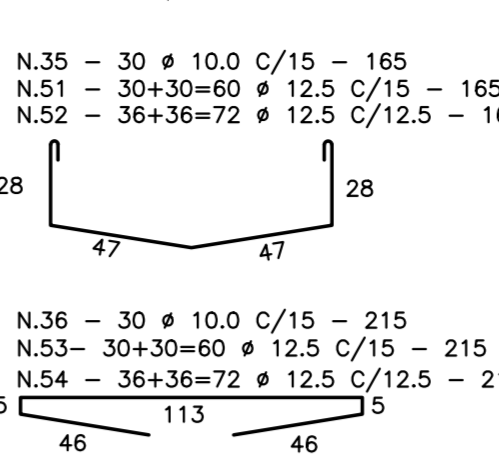 N.35 – 30 ø 10.0 C/15 – 165
N.51 – 30+30=60 ø 12.5 C/15 – 165
N.52 – 36+36=72 ø 12.5 C/12.5 –
28 28
47 47
N.36 – 30 ø 10.0 C/15 – 215
N.53– 30+30=60 ø 12.5 C/15 – 215
N.54 – 36+36=72 ø 12.5 C/12.5 –
5 113 5
46 46